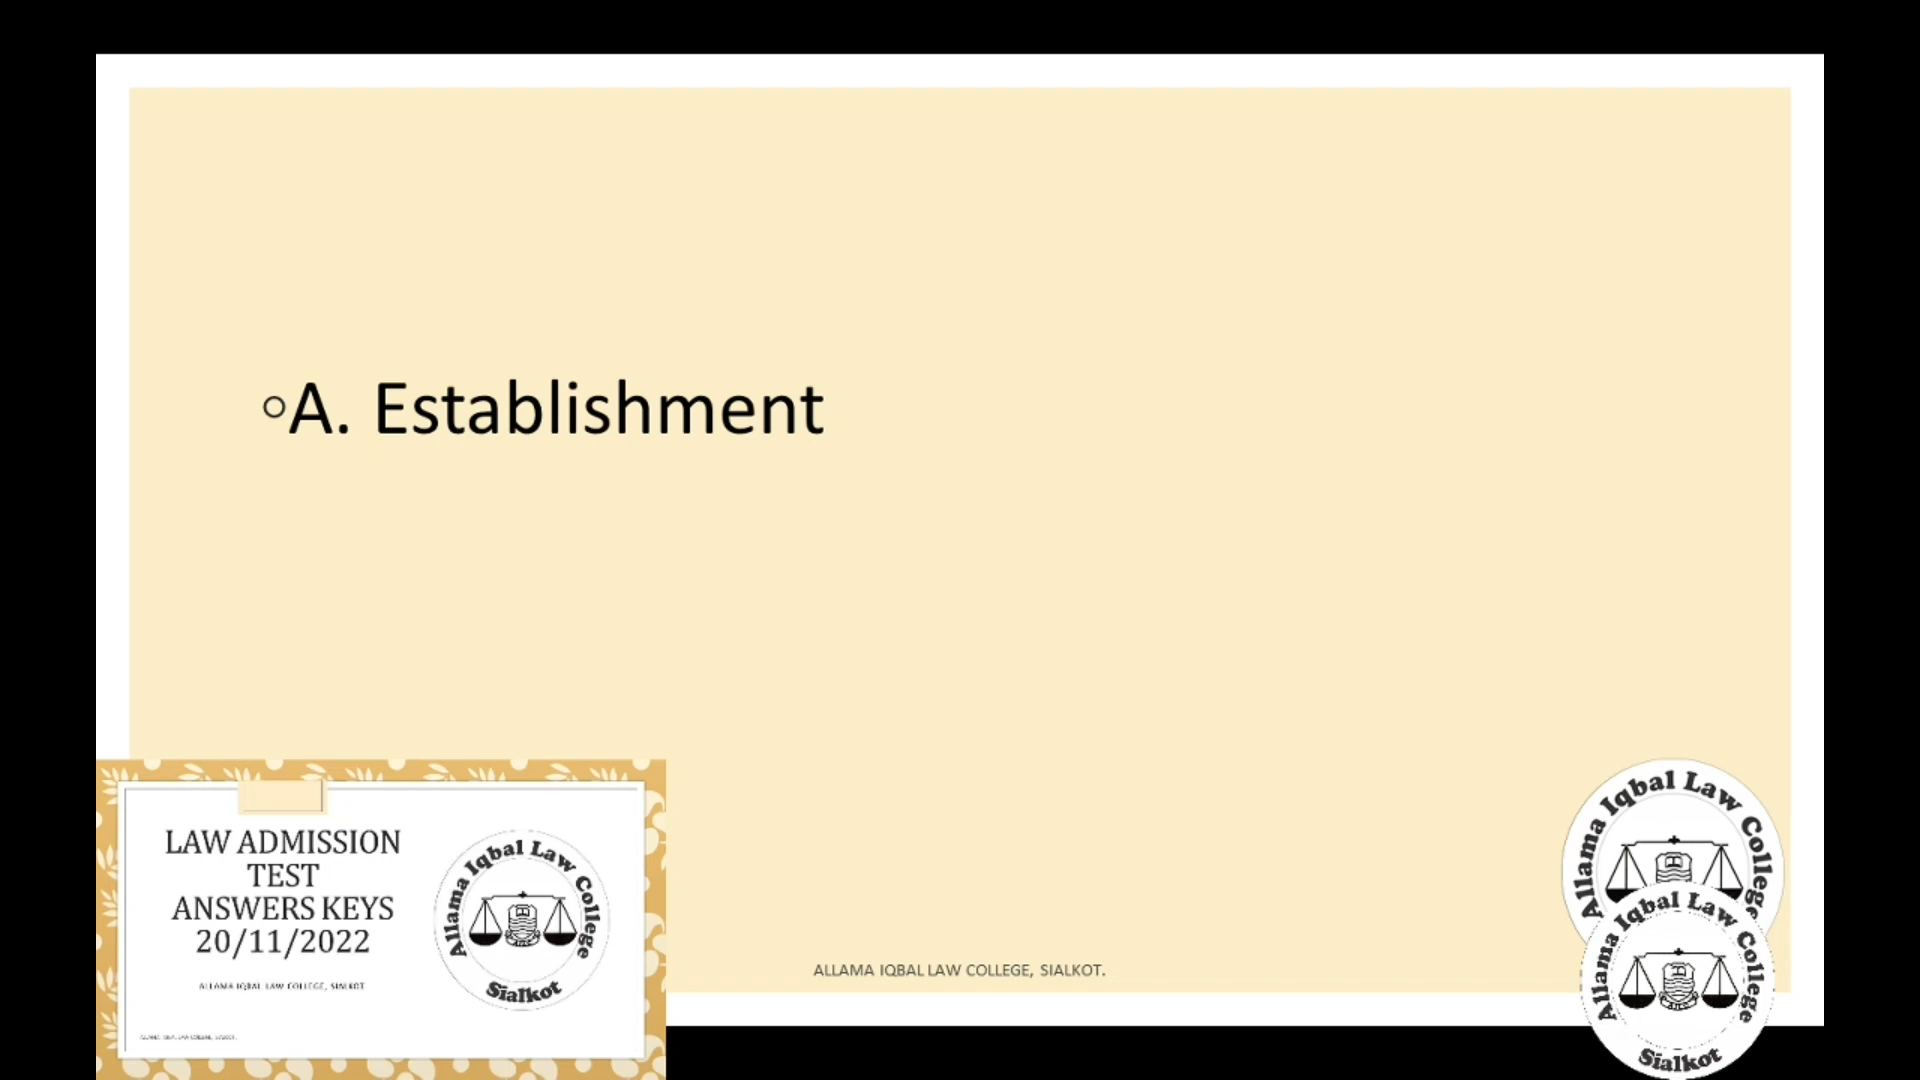 ◦A. Establishment
LAW ADMISSION
TEST
ANSWERS KEYS
20/11/2022
ALLAMA IQBAL LAW COLLEGE, SIALKOT
Allama Iqbal Law College
Sialkot
ALLAMA IQBAL LAW COLLEGE, SIALKOT.
Allama Iqbal Law College
Allama Iqbal Law College
Sialkot